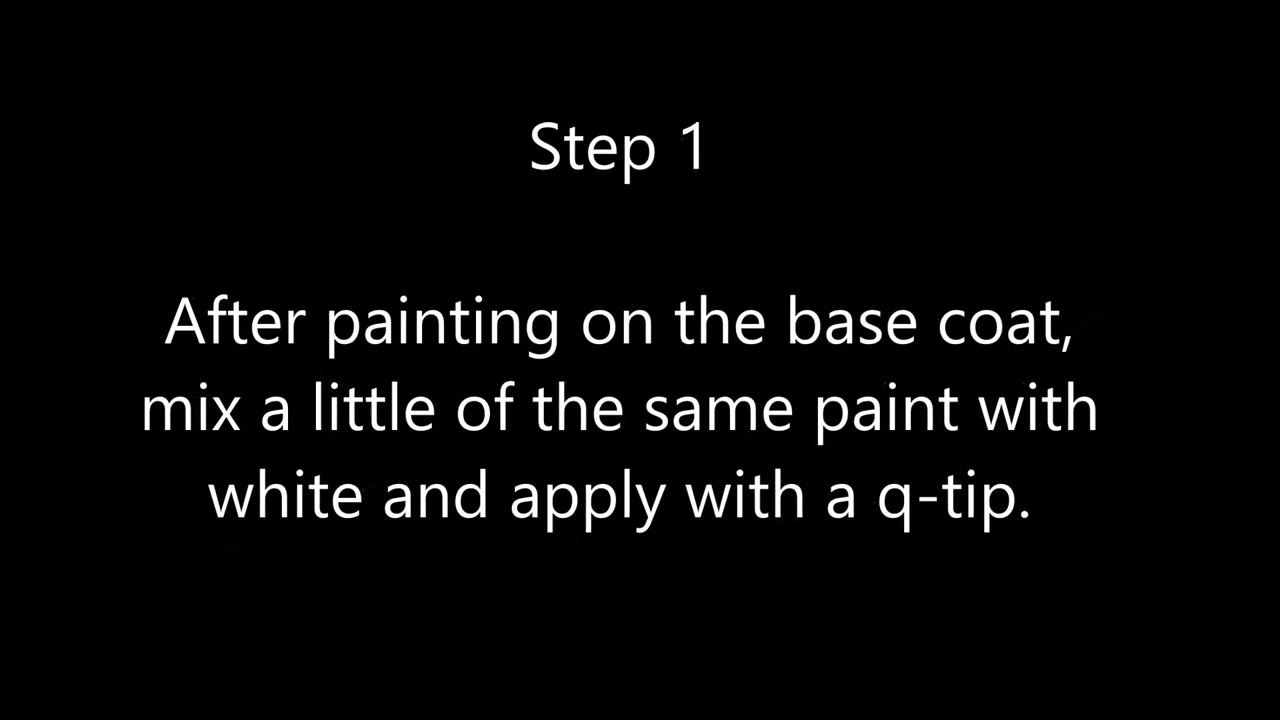 Step 1
After painting on the base coat,
mix a little of the same paint with
white and apply with a q-tip.